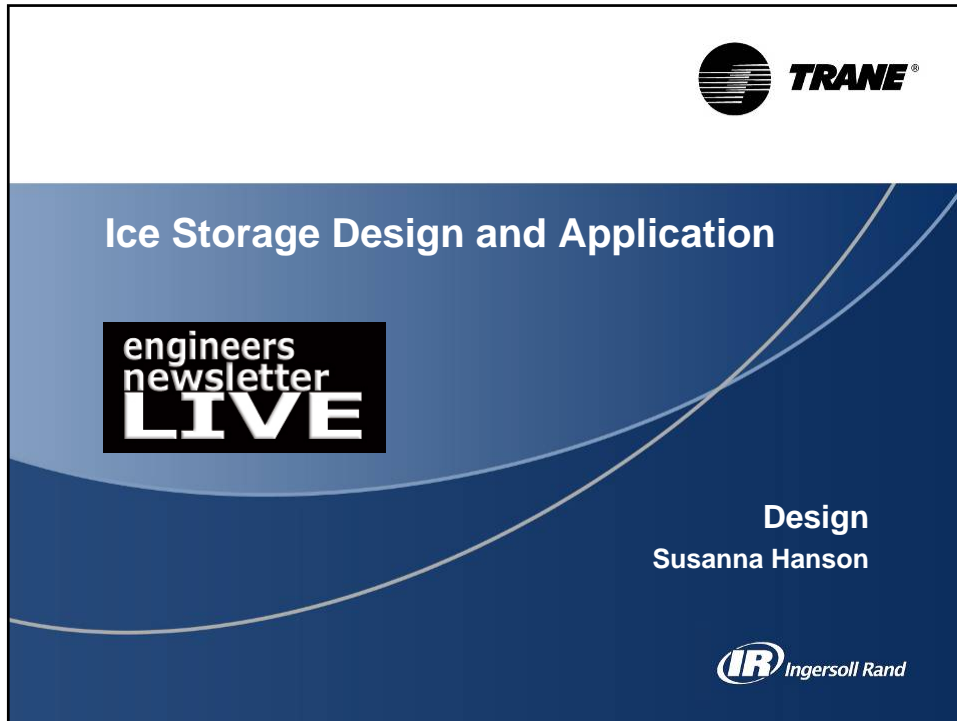 TRANE®
Ice Storage Design and Application
engineers
newsletter
LIVE
Design
Susanna Hanson
IR Ingersoll Rand